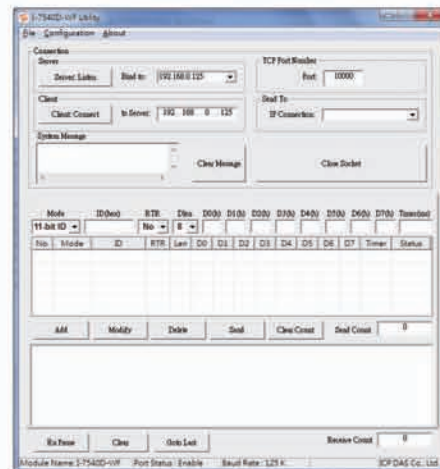 I-7540D-WF Utility
File Configuration About
Connection
Server
Server: Listen Bind to: 192.168.0.125
TCP Port Number
Port: 10000
Client
Client: Connect to Server: 192 . 168 . 0 . 125
Send To
IP Connection:
System Message
Clear Message
Close Socket
Mode ID(hex) RTR Dlen D0(h) D1(h) D2(h) D3(h) D4(h) D5(h) D6(h) D7(h) Timer(ms)
11-bit ID No 8
No. Mode ID RTR Len D0 D1 D2 D3 D4 D5 D6 D7 Timer Status
Add Modify Delete Send Clear Count Send Count 0
Rx Pause Clear Goto Last Receive Count 0
Module Name: I-7540D-WF Port Status : Enable Baud Rate : 125 K ICP DAS Co., Ltd.